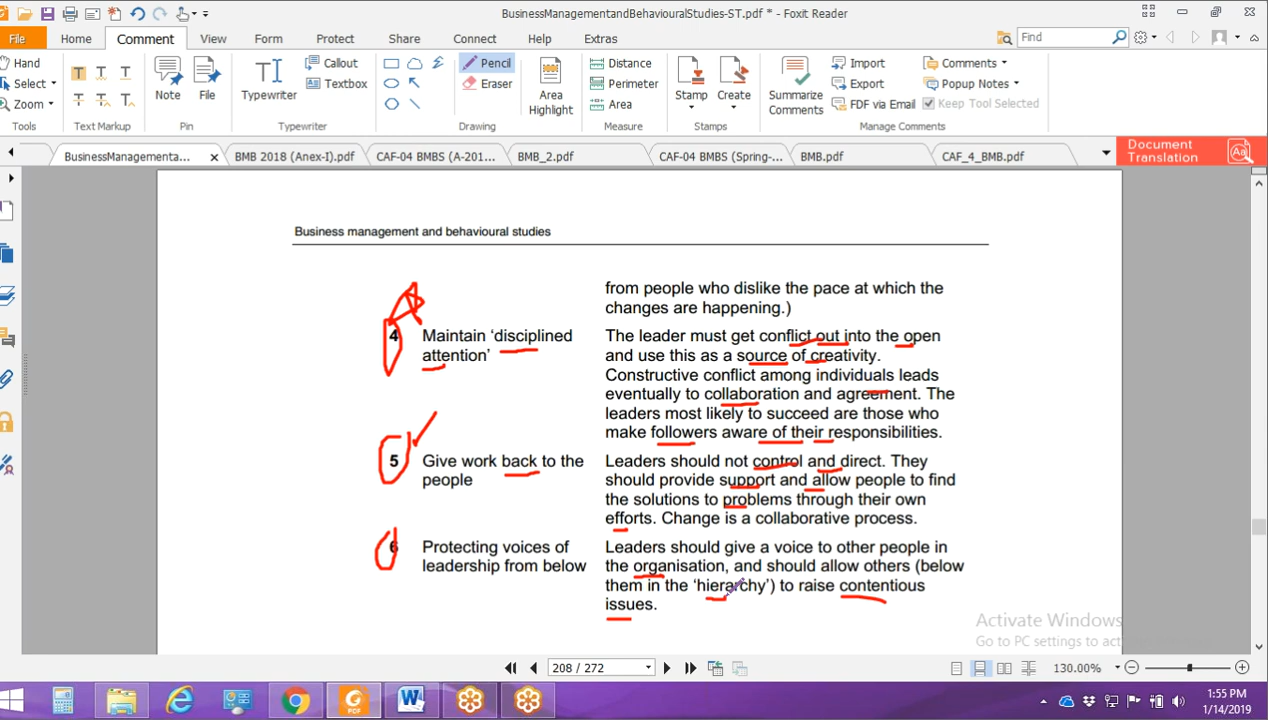 BusinessManagementandBehaviouralStudies-ST.pdf * - Foxit Reader
File Home Comment View Form Protect Share Connect Help Extras
Find
Hand
Select
Zoom
Tools
Text Markup
Note
File
Pin
Typewriter
Callout
Textbox
Typewriter
Pencil
Eraser
Area
Highlight
Drawing
Distance
Perimeter
Area
Measure
Stamp
Create
Stamps
Summarize
Comments
Import
Export
FDF via Email
Comments
Popup Notes
Keep Tool Selected
Manage Comments
BusinessManagementa... BMB 2018 (Anex-I).pdf CAF-04 BMBS (A-201... BMB_2.pdf CAF-04 BMBS (Spring-... BMB.pdf CAF_4_BMB.pdf
Document
Translation
Business management and behavioural studies
from people who dislike the pace at which the
changes are happening.)
4 Maintain ‘disciplined
attention’
The leader must get conflict out into the open
and use this as a source of creativity.
Constructive conflict among individuals leads
eventually to collaboration and agreement. The
leaders most likely to succeed are those who
make followers aware of their responsibilities.
5 Give work back to the
people
Leaders should not control and direct. They
should provide support and allow people to find
the solutions to problems through their own
efforts. Change is a collaborative process.
6 Protecting voices of
leadership from below
Leaders should give a voice to other people in
the organisation, and should allow others (below
them in the ‘hierarchy’) to raise contentious
issues.
Activate Windows
Go to PC settings to act
208 / 272
130.00%
1:55 PM
1/14/2019